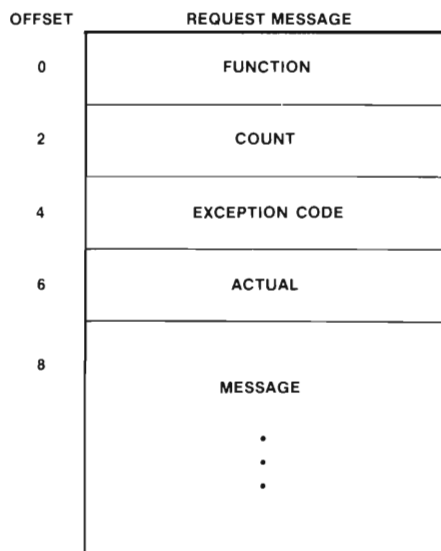 OFFSET REQUEST MESSAGE
0 FUNCTION
2 COUNT
4 EXCEPTION CODE
6 ACTUAL
8
MESSAGE